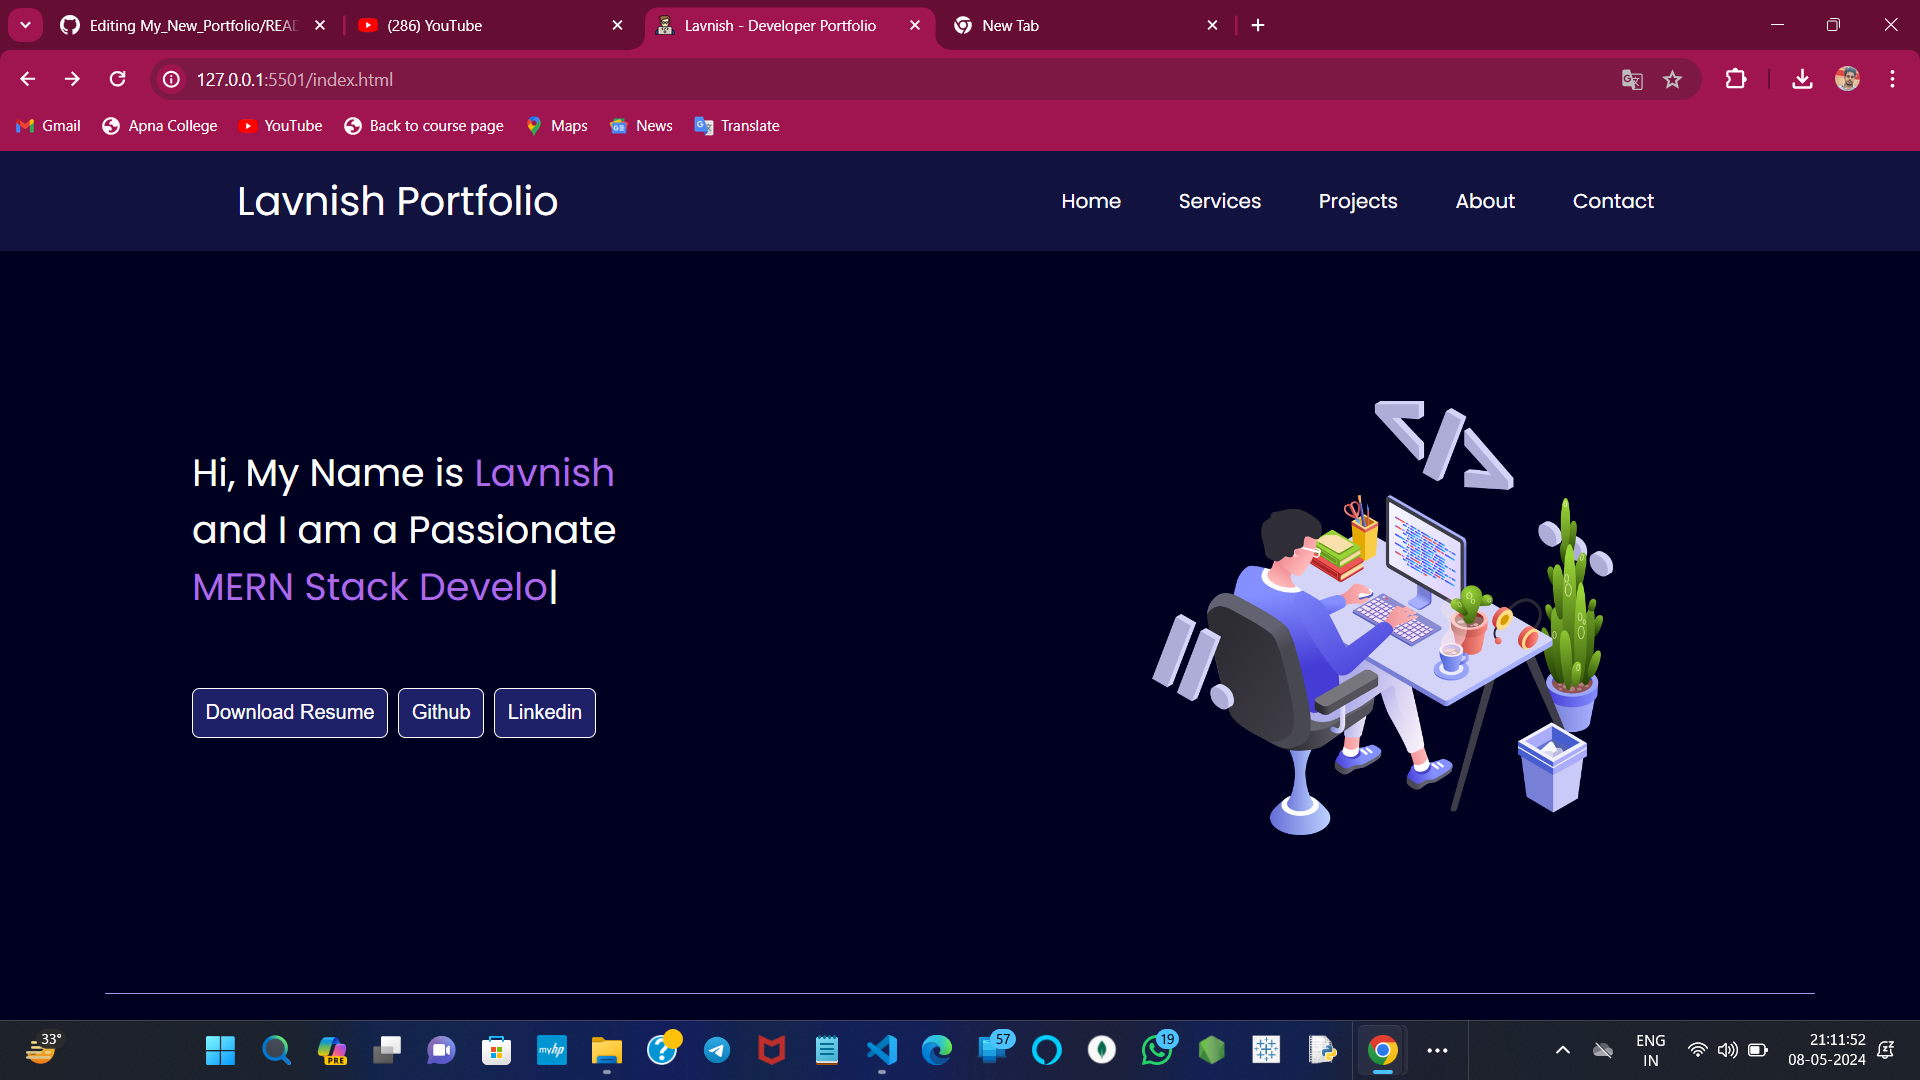 Editing My_New_Portfolio/READ
(286) YouTube
Lavnish - Developer Portfolio
New Tab
127.0.0.1:5501/index.html
Gmail
Apna College
YouTube
Back to course page
Maps
News
Translate
Lavnish Portfolio
Home
Services
Projects
About
Contact
Hi, My Name is Lavnish
and I am a Passionate
MERN Stack Develo|
Download Resume
Github
Linkedin
33°
PRE
myhp
57
19
ENG
IN
21:11:52
08-05-2024